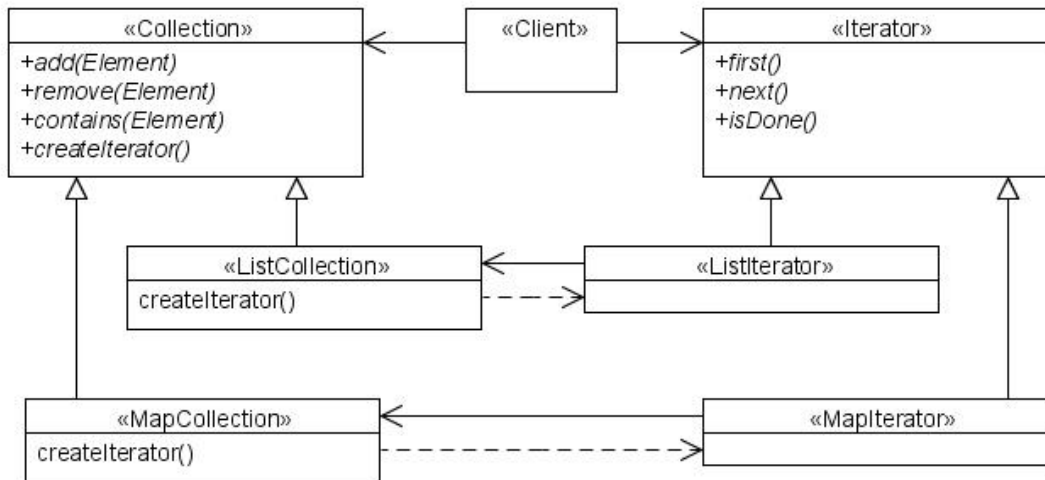 «Collection»
+add(Element)
+remove(Element)
+contains(Element)
+createIterator()
«Client»
«Iterator»
+first()
+next()
+isDone()
«ListCollection»
createIterator()
«ListIterator»
«MapCollection»
createIterator()
«MapIterator»